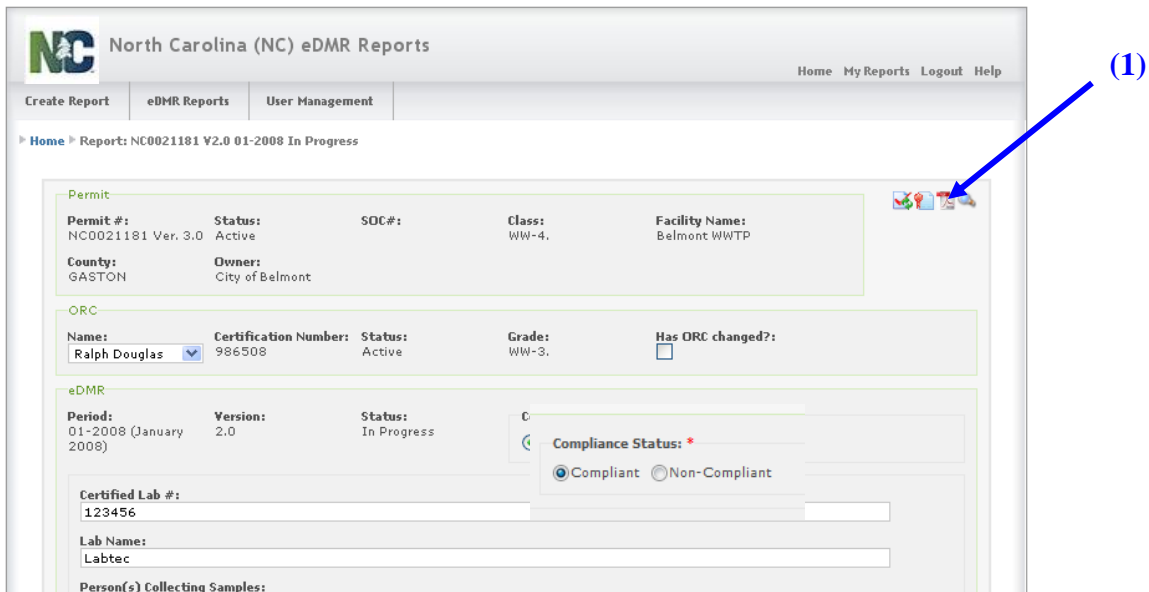 NC
North Carolina (NC) eDMR Reports
Home My Reports Logout Help
(1)
Create Report eDMR Reports User Management
Home Report: NC0021181 V2.0 01-2008 In Progress
Permit
Permit #: Status: SOC#: Class: Facility Name:
NC0021181 Ver. 3.0 Active WW-4, Belmont WWTP
County: Owner:
GASTON City of Belmont
ORC
Name: Certification Number: Status: Grade: Has ORC changed?:
Ralph Douglas 986508 Active WW-3, 
eDMR
Period: Version: Status:
01-2008 (January 2.0 In Progress
2008)
Compliance Status: *
Compliant Non-Compliant
Certified Lab #:
123456
Lab Name:
Labtec
Person(s) Collecting Samples: